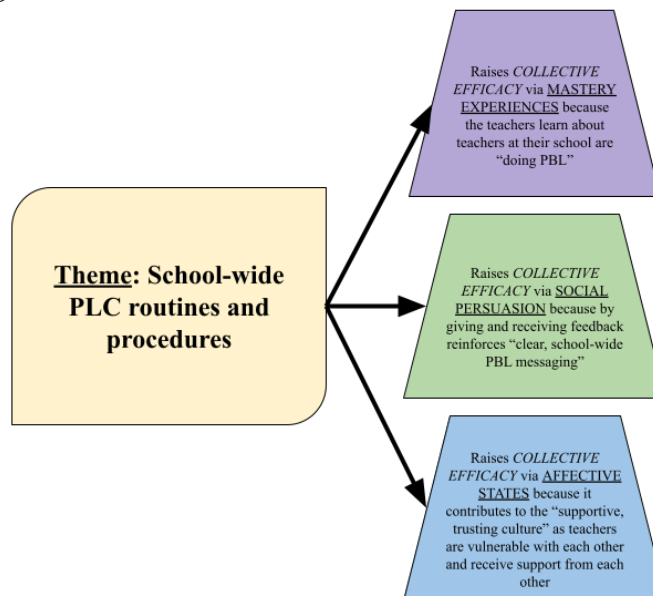 Raises COLLECTIVE
EFFICACY via MASTERY
EXPERIENCES because
the teachers learn about
teachers at their school are
“doing PBL”
Theme: School-wide
PLC routines and
procedures
Raises COLLECTIVE
EFFICACY via SOCIAL
PERSUASION because by
giving and receiving feedback
reinforces “clear, school-wide
PBL messaging”
Raises COLLECTIVE
EFFICACY via AFFECTIVE
STATES because it
contributes to the “supportive,
trusting culture” as teachers
are vulnerable with each other
and receive support from each
other